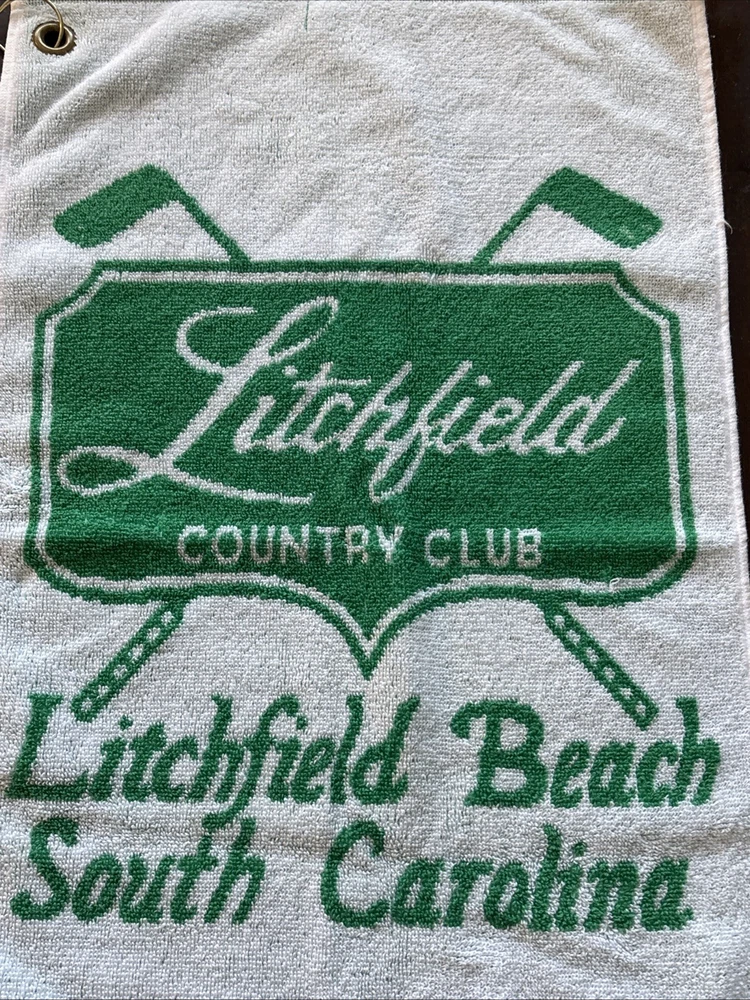 Litchfield
COUNTRY CLUB
Litchfield Beach
South Carolina